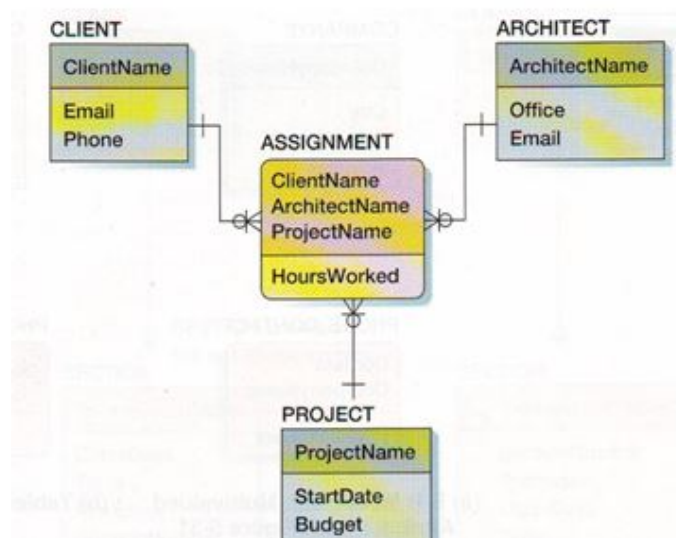 CLIENT
ClientName
Email
Phone
ARCHITECT
ArchitectName
Office
Email
ASSIGNMENT
ClientName
ArchitectName
ProjectName
HoursWorked
PROJECT
ProjectName
StartDate
Budget